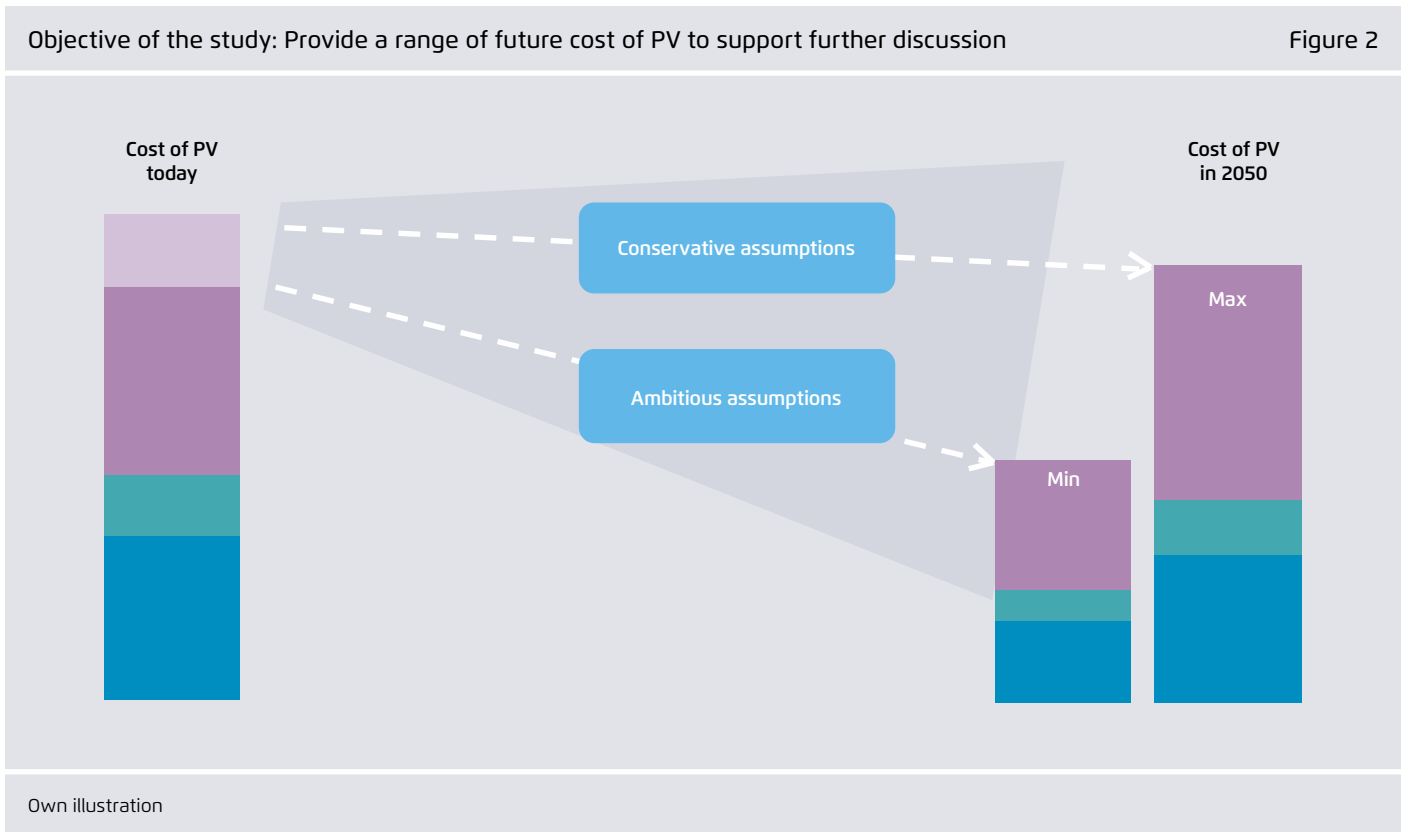 Objective of the study: Provide a range of future cost of PV to support further discussion
Figure 2
Cost of PV
today
Cost of PV
in 2050
Conservative assumptions
Max
Ambitious assumptions
Min
Own illustration